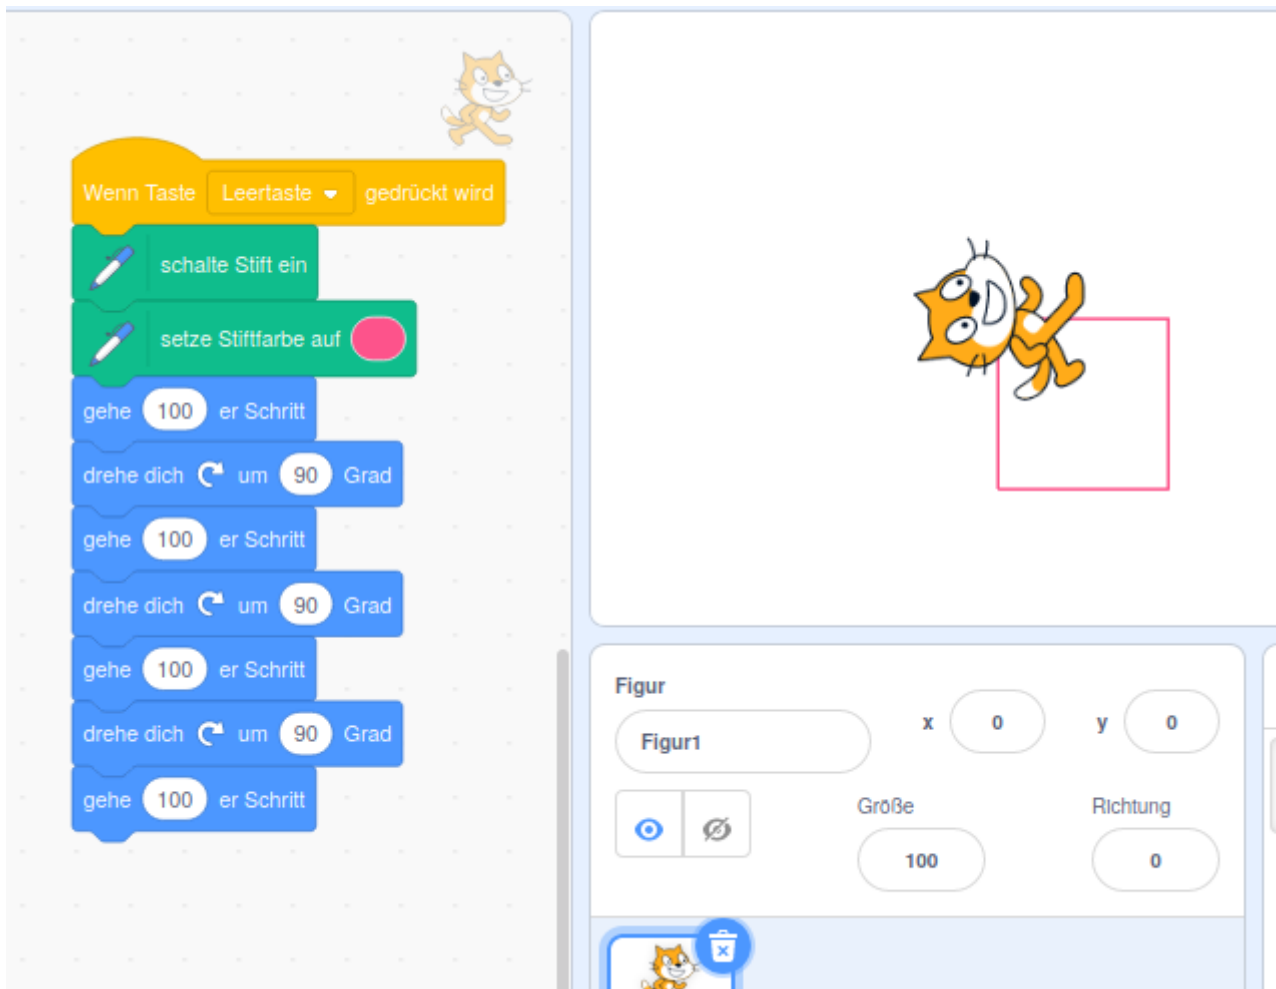 Wenn Taste Leertaste gedrückt wird
schalte Stift ein
setze Stiftfarbe auf
gehe 100 er Schritt
drehe dich um 90 Grad
gehe 100 er Schritt
drehe dich um 90 Grad
gehe 100 er Schritt
drehe dich um 90 Grad
gehe 100 er Schritt
Figur
Figur1
x 0 y 0
Größe
Richtung
100
0